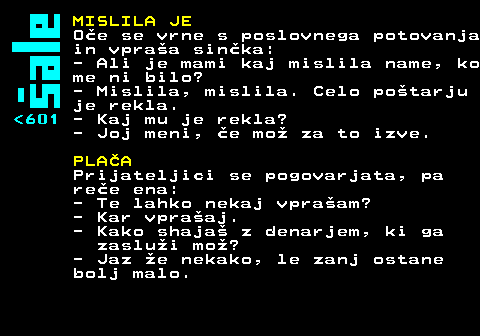 Šale
<601
MISLILA JE
Oče se vrne s poslovnega potovanja
in vpraša sinčka:
- Ali je mami kaj mislila name, ko
me ni bilo?
- Mislila, mislila. Celo poštarju
je rekla.
- Kaj mu je rekla?
- Joj meni, če mož za to izve.
PLAČA
Prijateljici se pogovarjata, pa
reče ena:
- Te lahko nekaj vprašam?
- Kar vprašaj.
- Kako shajaš z denarjem, ki ga
zasluži mož?
- Jaz že nekako, le zanj ostane
bolj malo.